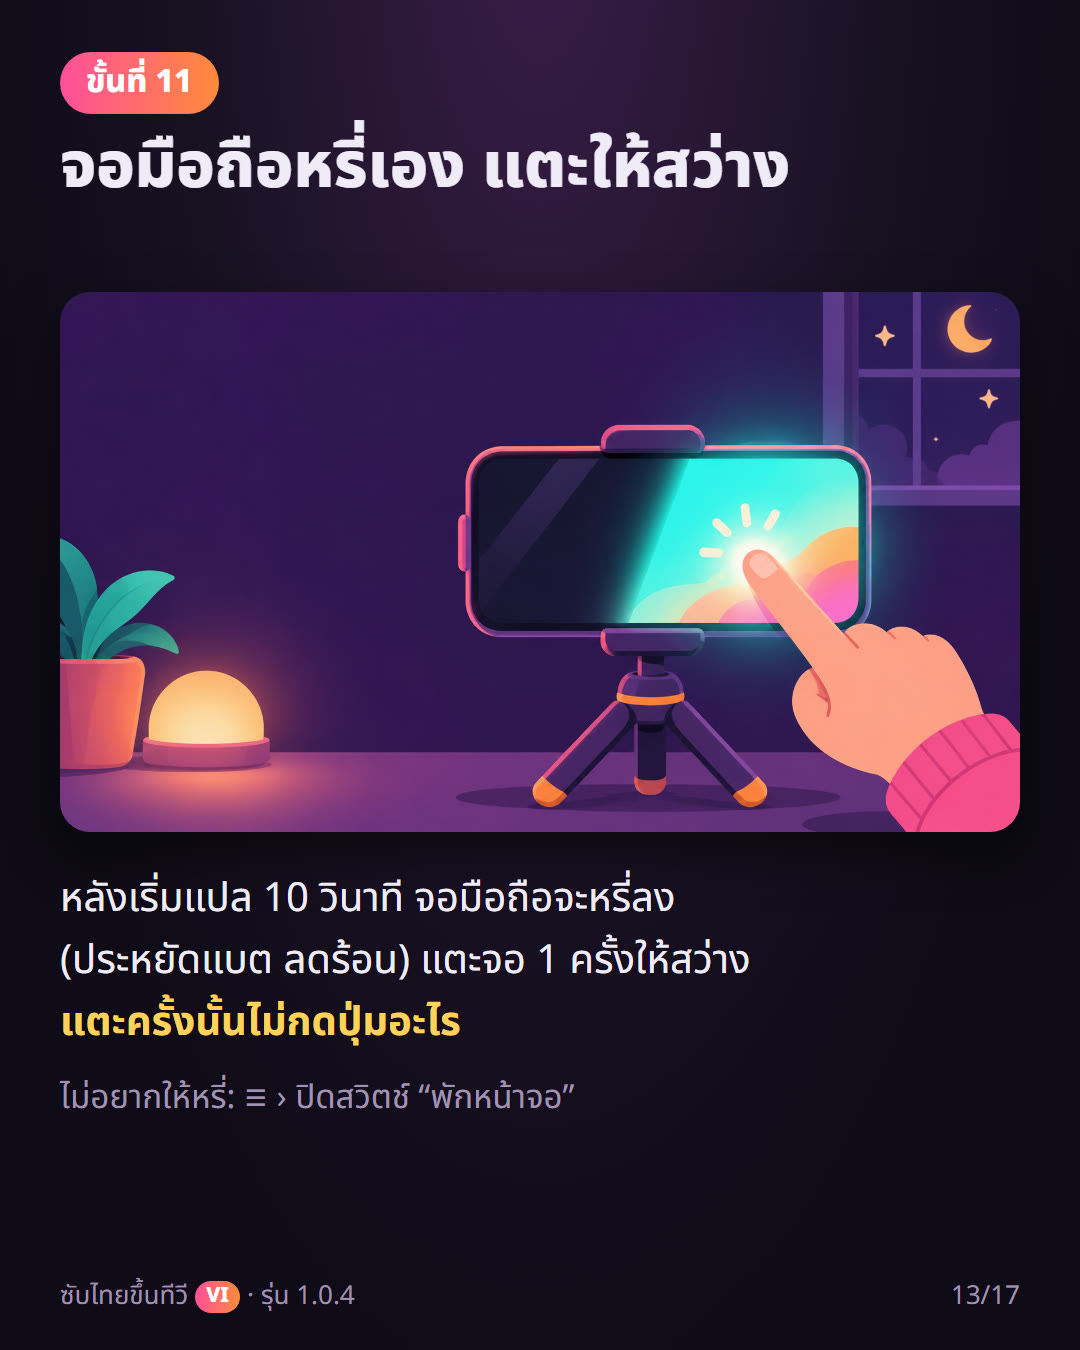 ขั้นที่ 11
จอมือถือหรี่เอง แตะให้สว่าง
หลังเริ่มแปล 10 วินาที จอมือถือจะหรี่ลง
(ประหยัดแบต ลดร้อน) แตะจอ 1 ครั้งให้สว่าง
แตะครั้งนั้นไม่กดปุ่มอะไร
ไม่อยากให้หรี่: ≡ › ปิดสวิตช์ “พักหน้าจอ”
ซับไทยขึ้นทีวี VI · รุ่น 1.0.4
13/17